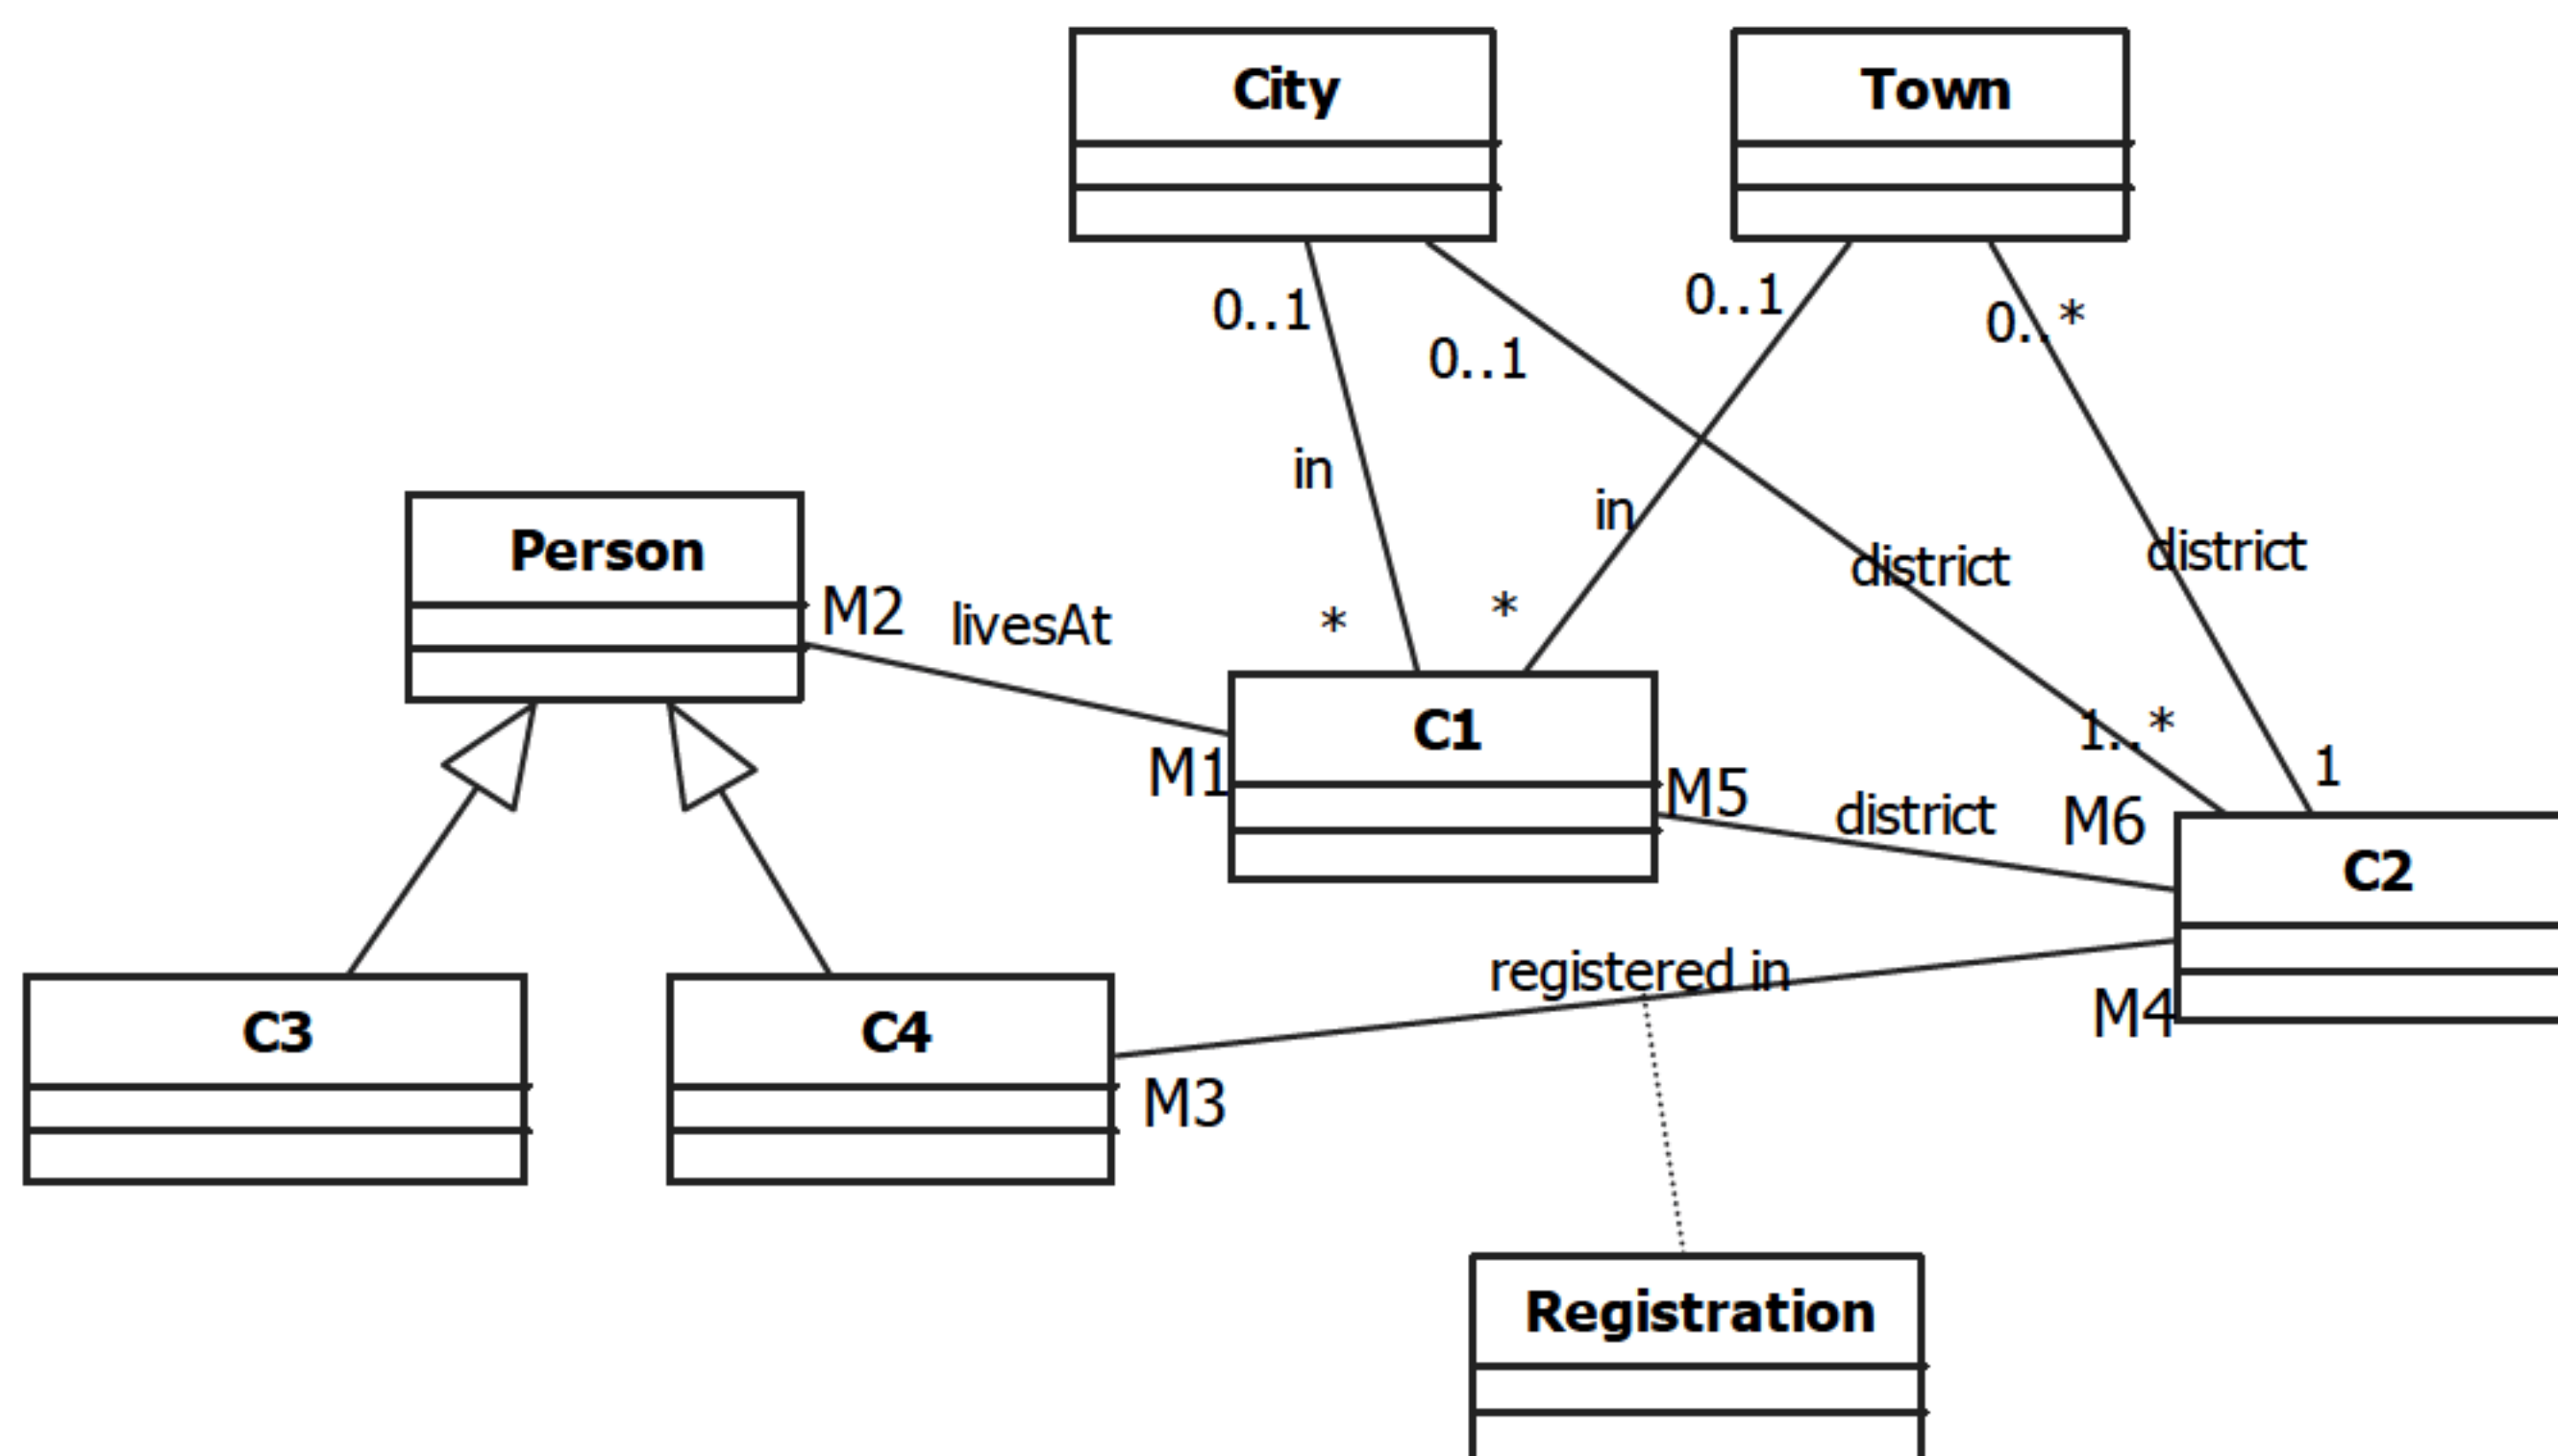 City
Town
0..1
0..1
0..1
0..*
in
in
district
district
Person
M2
livesAt
*
*
M1
C1
M5
district
1..*
1
M6
C2
registered in
M4
C3
C4
M3
Registration